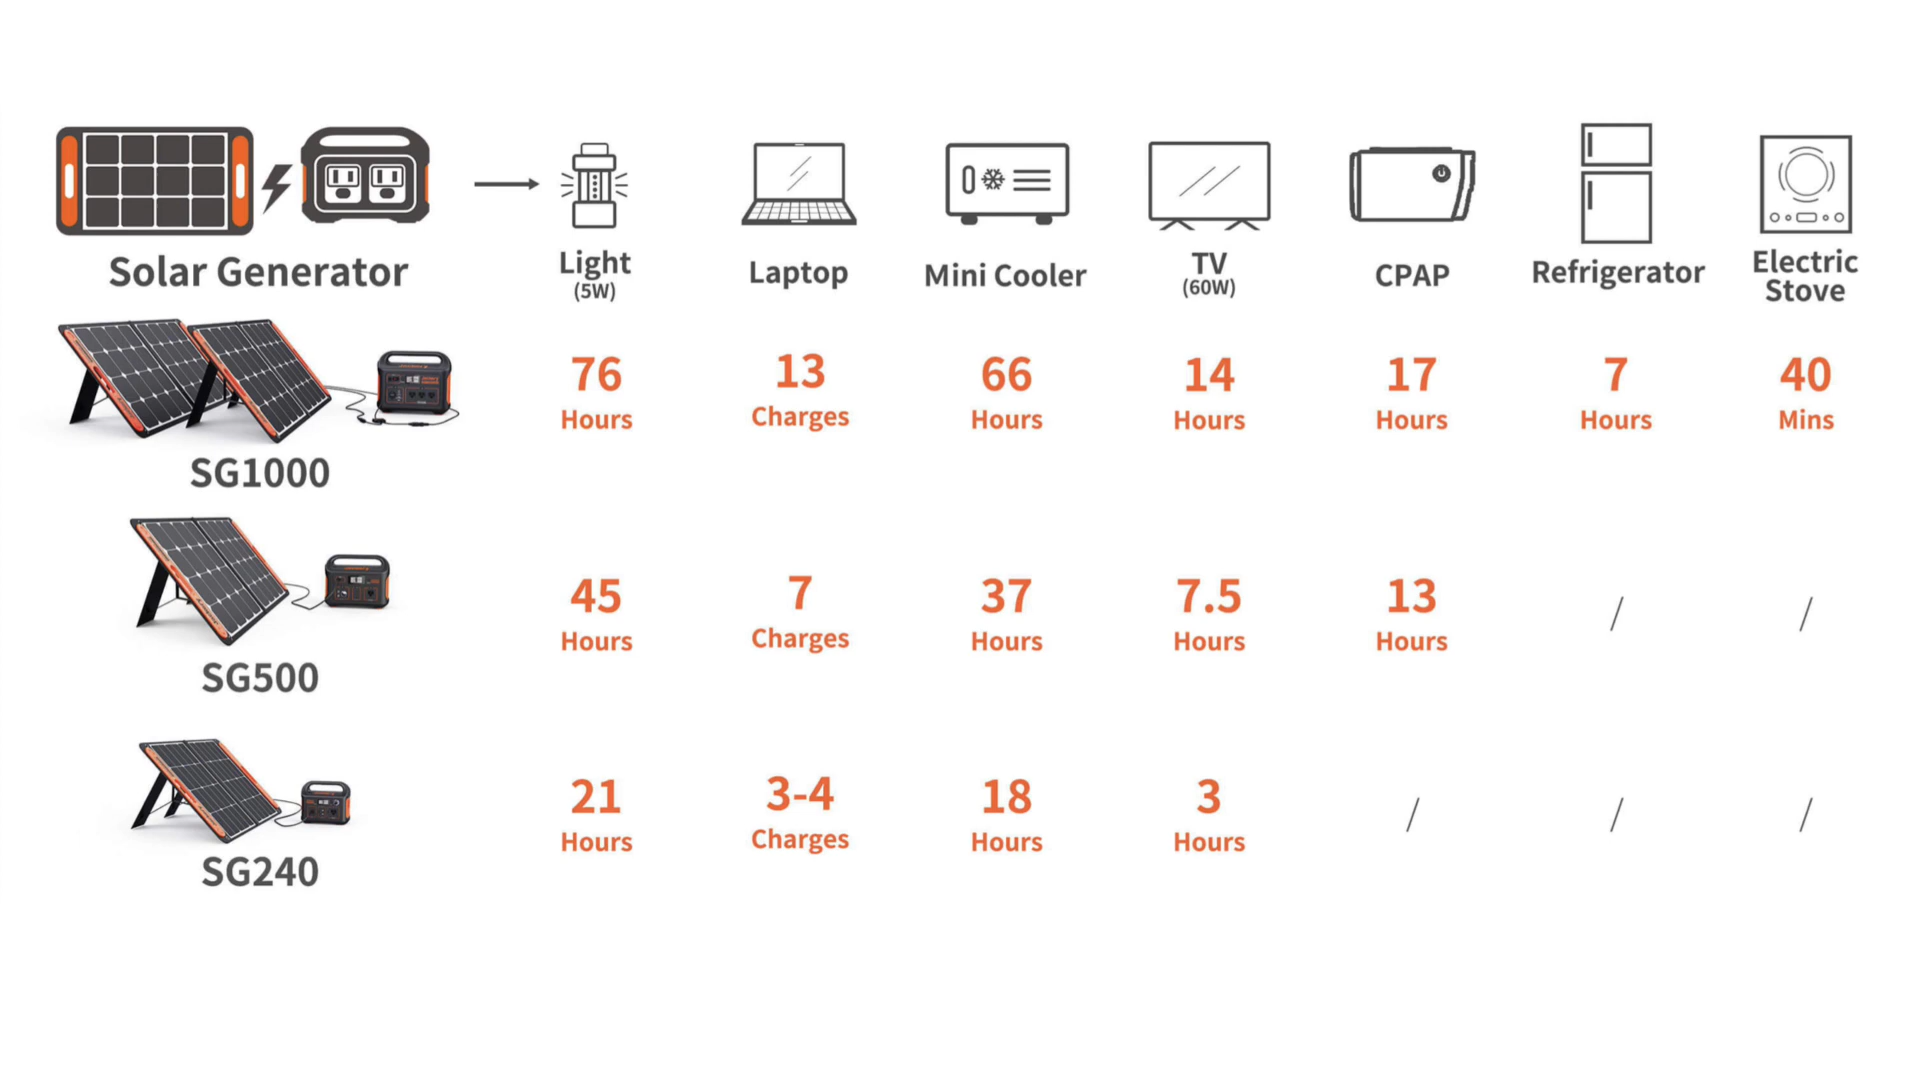 Solar Generator
Light
(5W)
Laptop
Mini Cooler
TV
(60W)
CPAP
Refrigerator
Electric
Stove
76
Hours
13
Charges
66
Hours
14
Hours
17
Hours
7
Hours
40
Mins
SG1000
45
Hours
7
Charges
37
Hours
7.5
Hours
13
Hours
/
/
SG500
21
Hours
3-4
Charges
18
Hours
3
Hours
/
/
/
SG240